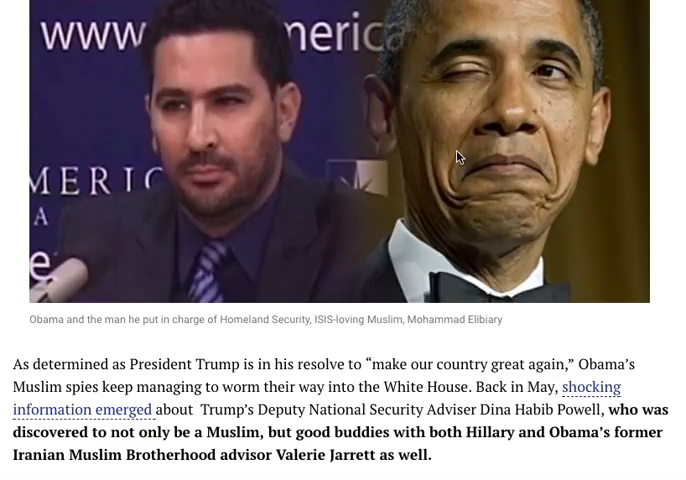 www
merica
MERIC
A
e
Obama and the man he put in charge of Homeland Security, ISIS-loving Muslim, Mohammad Elibiary
As determined as President Trump is in his resolve to “make our country great again,” Obama’s
Muslim spies keep managing to worm their way into the White House. Back in May, shocking
information emerged about Trump’s Deputy National Security Adviser Dina Habib Powell, who was
discovered to not only be a Muslim, but good buddies with both Hillary and Obama’s former
Iranian Muslim Brotherhood advisor Valerie Jarrett as well.